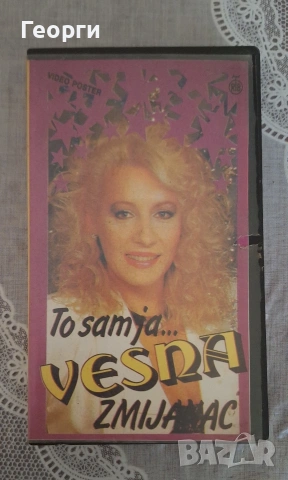 Георги
VIDEO POSTER
To sam ja...
VESNA
ZMIJANAC
BAZAR